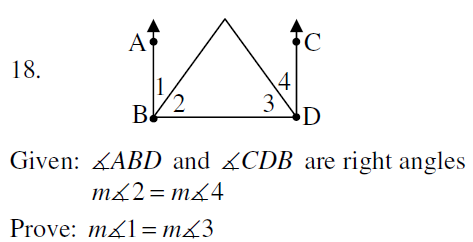 18.
A C
1 4
2 3
B D
Given: ∡ABD and ∡CDB are right angles
m∡2 = m∡4
Prove: m∡1 = m∡3